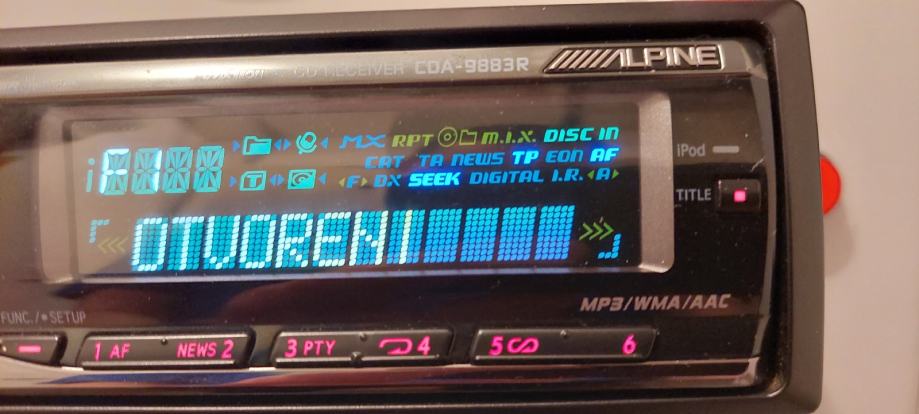 CD RECEIVER CDA-9883R ALPINE
MX RPT m.i.x. DISC IN
CAT TA NEWS TP EON AF
F1
T F DX SEEK DIGITAL I.R. A
iPod
TITLE
OTVORENI
MP3/WMA/AAC
FUNC./•SETUP
1 AF NEWS 2 3 PTY 4 5 6